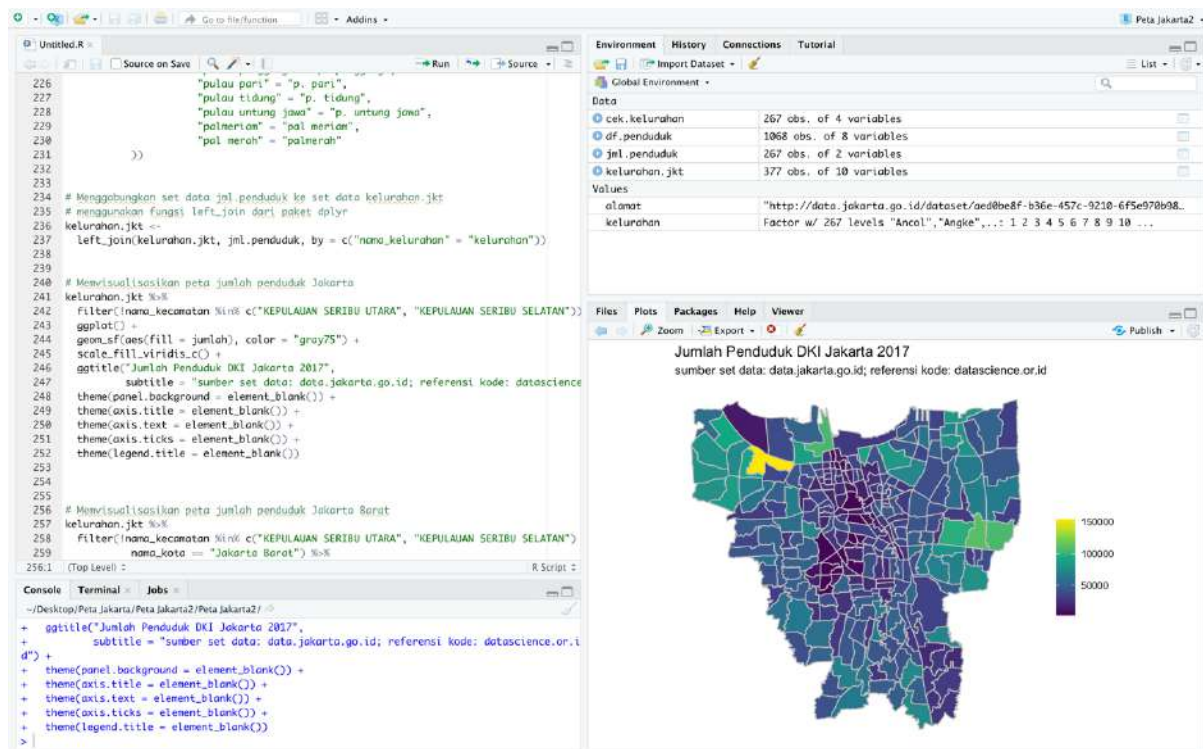 Go to file/function
Addins
Peta Jakarta2
Untitled.R
Source on Save
Run
Source
226 "pulau pari" = "p. pari",
227 "pulau tidung" = "p. tidung",
228 "pulau untung jawa" = "p. untung jawa",
229 "palmeriam" = "pal meriam",
230 "pal merah" = "palmerah"
231 ))
232
233
234 # Menggabungkan set data jml.penduduk ke set data kelurahan.jkt
235 # menggunakan fungsi left_join dari paket dplyr
236 kelurahan.jkt <-
237 left_join(kelurahan.jkt, jml.penduduk, by = c("nama_kelurahan" = "kelurahan"))
238
239
240 # Memvisualisasikan peta jumlah penduduk Jakarta
241 kelurahan.jkt %>%
242 filter(!nama_kecamatan %in% c("KEPULAUAN SERIBU UTARA", "KEPULAUAN SERIBU SELATAN"))
243 ggplot() +
244 geom_sf(aes(fill = jumlah), color = "gray75") +
245 scale_fill_viridis_c() +
246 ggtitle("Jumlah Penduduk DKI Jakarta 2017",
247 subtitle = "sumber set data: data.jakarta.go.id; referensi kode: datascience
248 theme(panel.background = element_blank()) +
249 theme(axis.title = element_blank()) +
250 theme(axis.text = element_blank()) +
251 theme(axis.ticks = element_blank()) +
252 theme(legend.title = element_blank())
253
254
255
256 # Memvisualisasikan peta jumlah penduduk Jakarta Barat
257 kelurahan.jkt %>%
258 filter(!nama_kecamatan %in% c("KEPULAUAN SERIBU UTARA", "KEPULAUAN SERIBU SELATAN")
259 nama_kota == "Jakarta Barat") %>%
256:1 (Top Level) R Script
Console Terminal Jobs
~/Desktop/Peta Jakarta/Peta Jakarta2/Peta Jakarta2/
+ ggtitle("Jumlah Penduduk DKI Jakarta 2017",
+ subtitle = "sumber set data: data.jakarta.go.id; referensi kode: datascience.or.i
d") +
+ theme(panel.background = element_blank()) +
+ theme(axis.title = element_blank()) +
+ theme(axis.text = element_blank()) +
+ theme(axis.ticks = element_blank()) +
+ theme(legend.title = element_blank())
>
Environment History Connections Tutorial
Import Dataset
List
Global Environment
Data
cek.kelurahan 267 obs. of 4 variables
df.penduduk 1068 obs. of 8 variables
jml.penduduk 267 obs. of 2 variables
kelurahan.jkt 377 obs. of 10 variables
Values
alamat "http://data.jakarta.go.id/dataset/aed0be8f-b36e-457c-9210-6f5e970b98…
kelurahan Factor w/ 267 levels "Ancol","Angke",..: 1 2 3 4 5 6 7 8 9 10 ...
Files Plots Packages Help Viewer
Zoom Export Publish
Jumlah Penduduk DKI Jakarta 2017
sumber set data: data.jakarta.go.id; referensi kode: datascience.or.id
150000
100000
50000